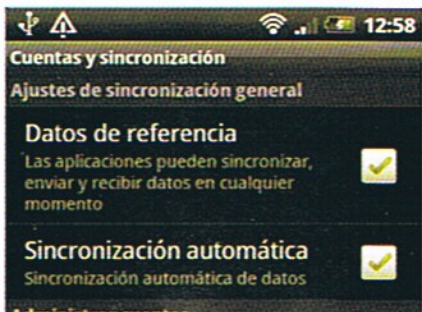 12:58
Cuentas y sincronización
Ajustes de sincronización general
Datos de referencia
Las aplicaciones pueden sincronizar,
enviar y recibir datos en cualquier
momento
Sincronización automática
Sincronización automática de datos